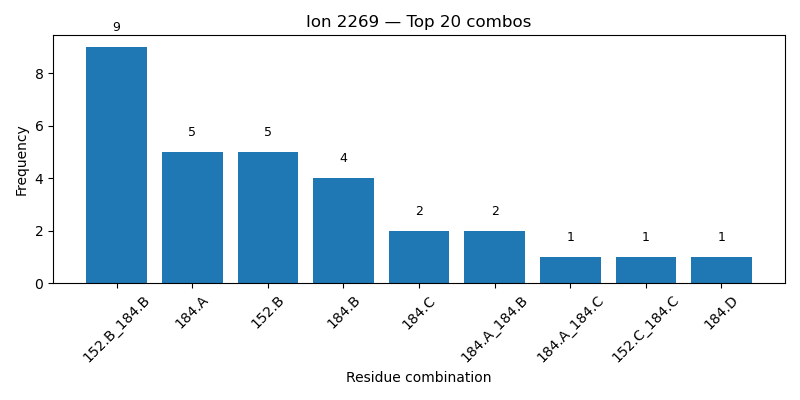 Ion 2269 — Top 20 combos
9
5
5
4
2
2
1
1
1
8
6
4
2
0
Frequency
152.B_184.B
184.A
152.B
184.B
184.C
184.A_184.B
184.A_184.C
152.C_184.C
184.D
Residue combination